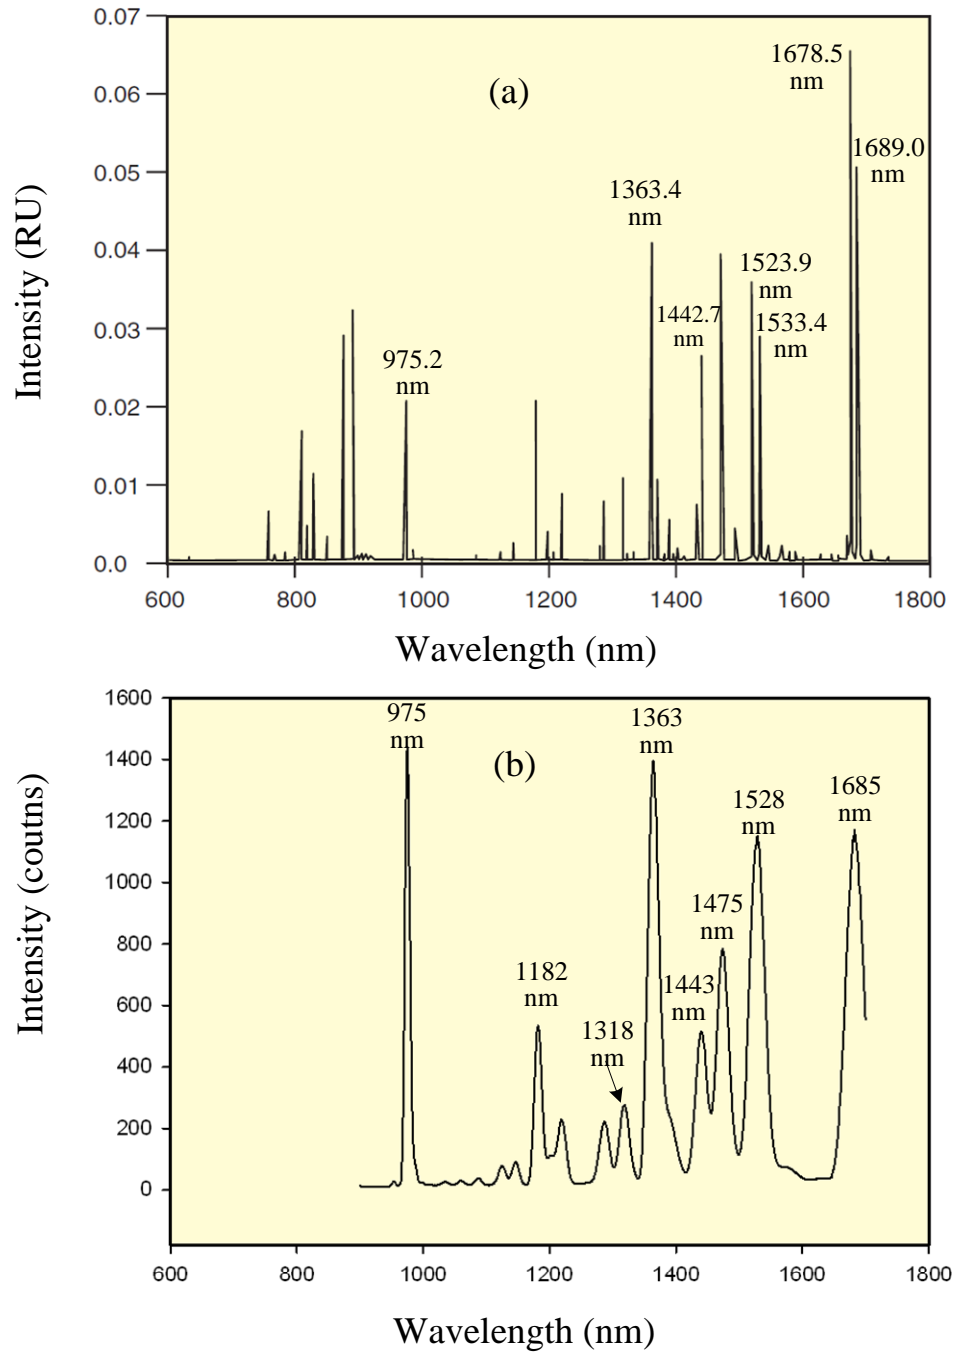 0.07
0.06
0.05
0.04
0.03
0.02
0.01
0.0
Intensity (RU)
(a)
975.2
nm
1363.4
nm
1442.7
nm
1523.9
nm
1533.4
nm
1678.5
nm
1689.0
nm
600 800 1000 1200 1400 1600 1800
Wavelength (nm)
1600
1400
1200
1000
800
600
400
200
0
Intensity (coutns)
(b)
975
nm
1182
nm
1318
nm
1363
nm
1443
nm
1475
nm
1528
nm
1685
nm
600 800 1000 1200 1400 1600 1800
Wavelength (nm)